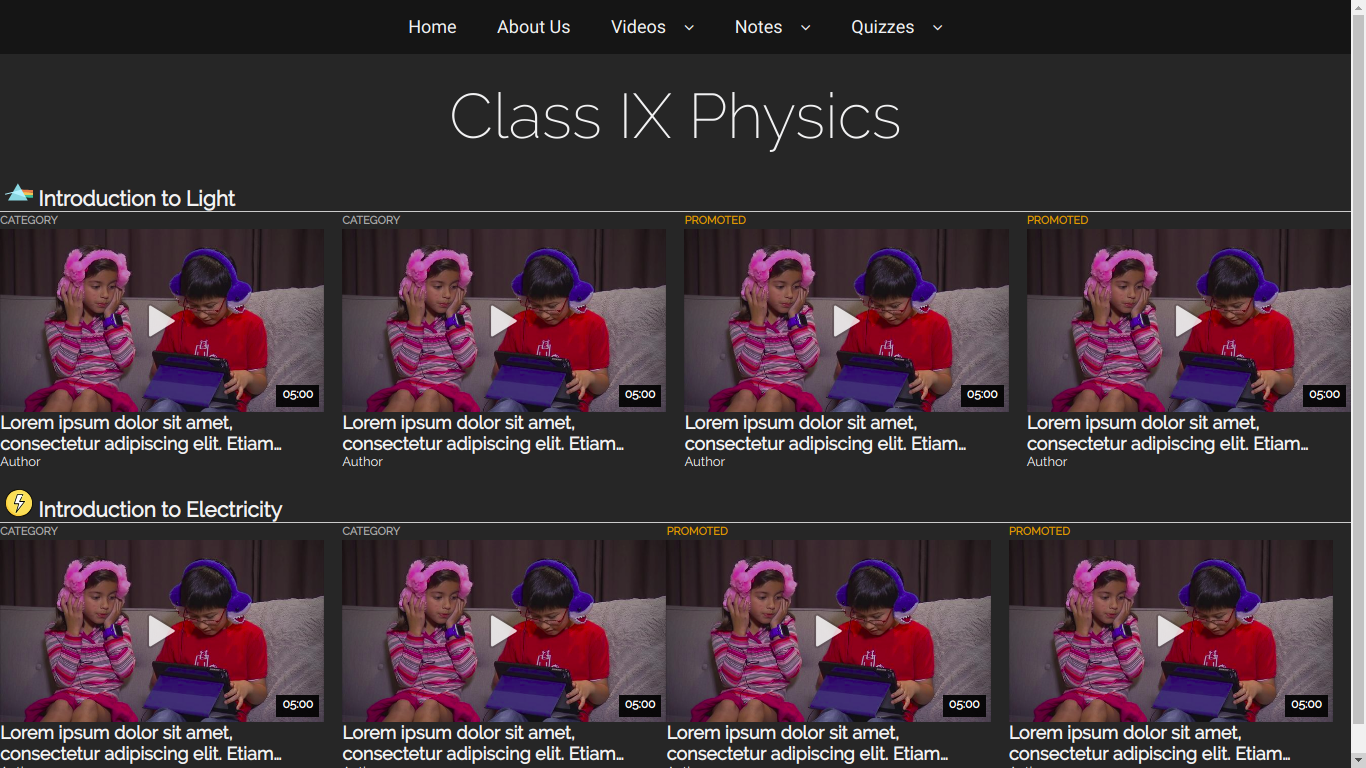 Home About Us Videos Notes Quizzes
Class IX Physics
Introduction to Light
CATEGORY CATEGORY PROMOTED PROMOTED
05:00 05:00 05:00 05:00
Lorem ipsum dolor sit amet, Lorem ipsum dolor sit amet, Lorem ipsum dolor sit amet, Lorem ipsum dolor sit amet,
consectetur adipiscing elit. Etiam... consectetur adipiscing elit. Etiam... consectetur adipiscing elit. Etiam... consectetur adipiscing elit. Etiam...
Author Author Author Author
Introduction to Electricity
CATEGORY CATEGORY PROMOTED PROMOTED
05:00 05:00 05:00 05:00
Lorem ipsum dolor sit amet, Lorem ipsum dolor sit amet, Lorem ipsum dolor sit amet, Lorem ipsum dolor sit amet,
consectetur adipiscing elit. Etiam... consectetur adipiscing elit. Etiam... consectetur adipiscing elit. Etiam... consectetur adipiscing elit. Etiam...